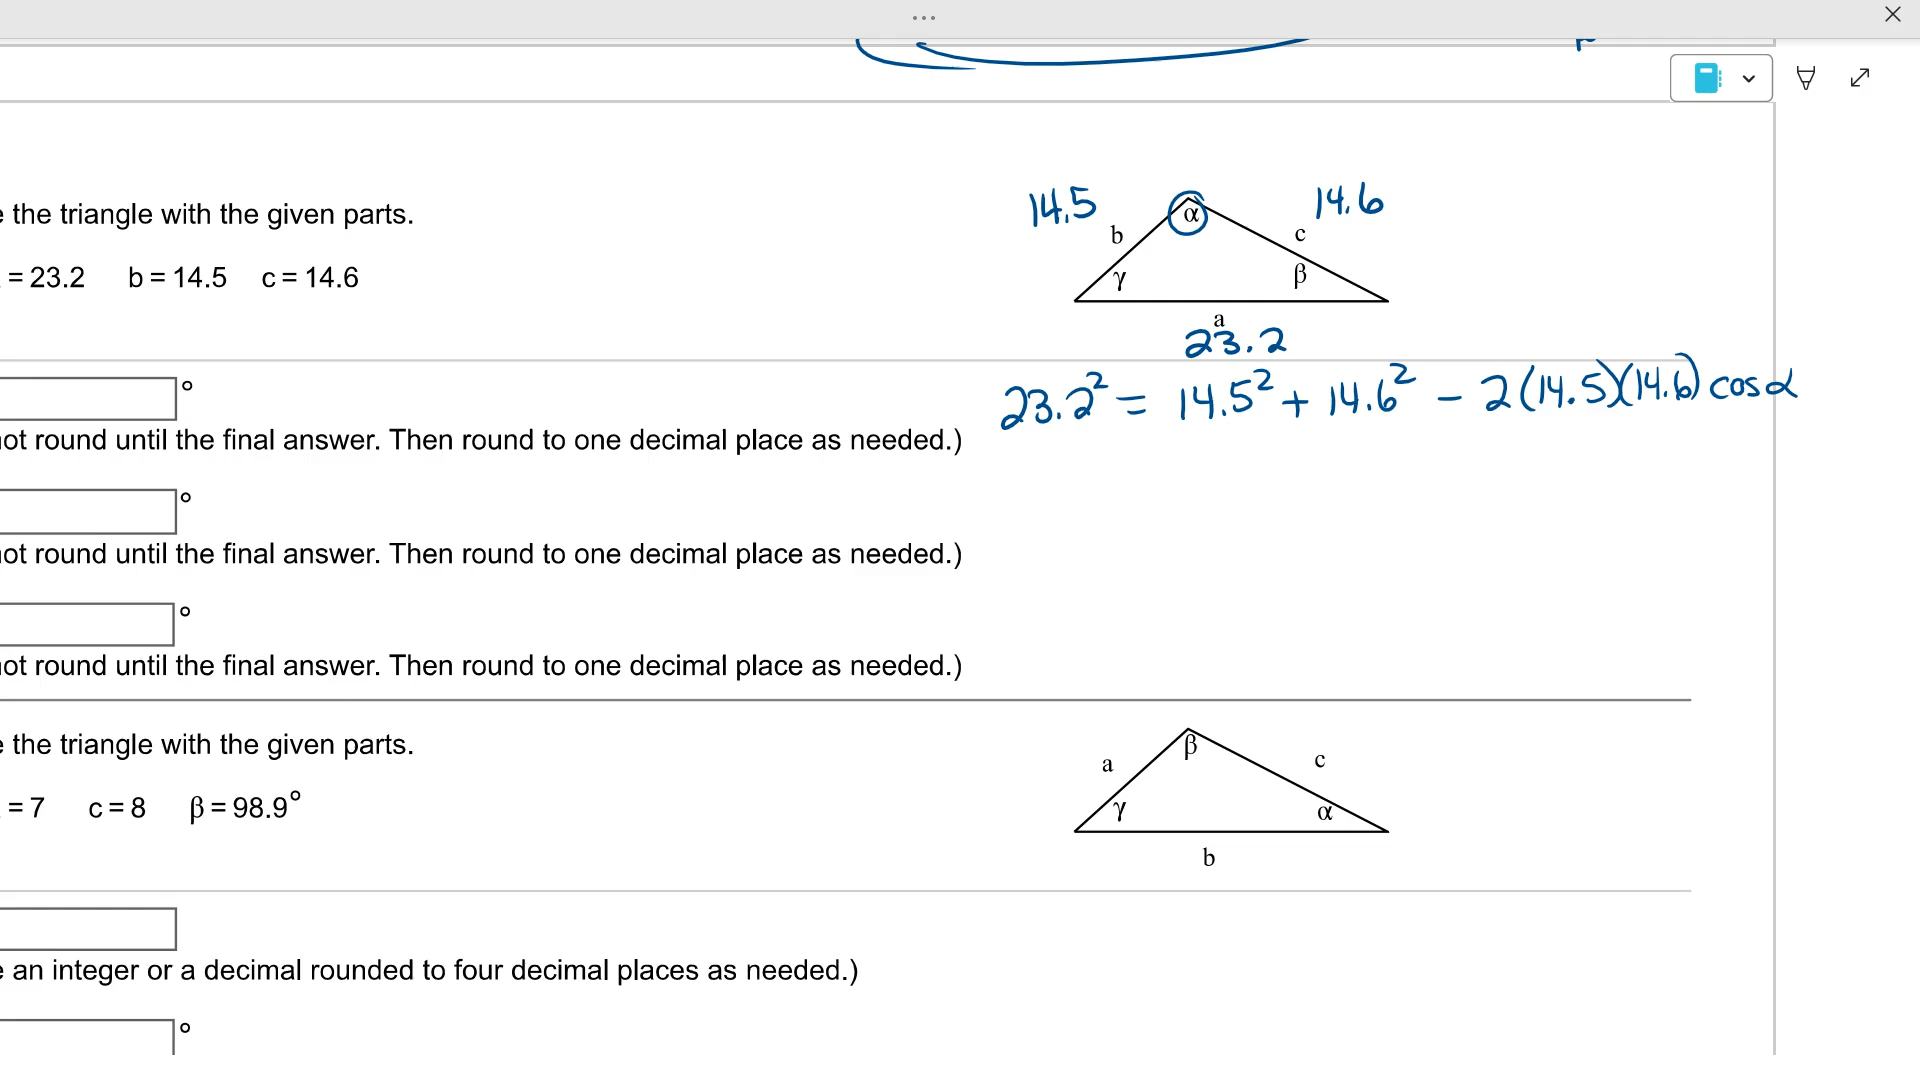 the triangle with the given parts.
= 23.2 b = 14.5 c = 14.6
14.5
14.6
α
b
c
γ
β
a
23.2
23.2² = 14.5² + 14.6² - 2(14.5)(14.6) cos α
°
ot round until the final answer. Then round to one decimal place as needed.)
°
ot round until the final answer. Then round to one decimal place as needed.)
°
ot round until the final answer. Then round to one decimal place as needed.)
the triangle with the given parts.
= 7 c = 8 β = 98.9°
β
a
c
γ
α
b
an integer or a decimal rounded to four decimal places as needed.)
°